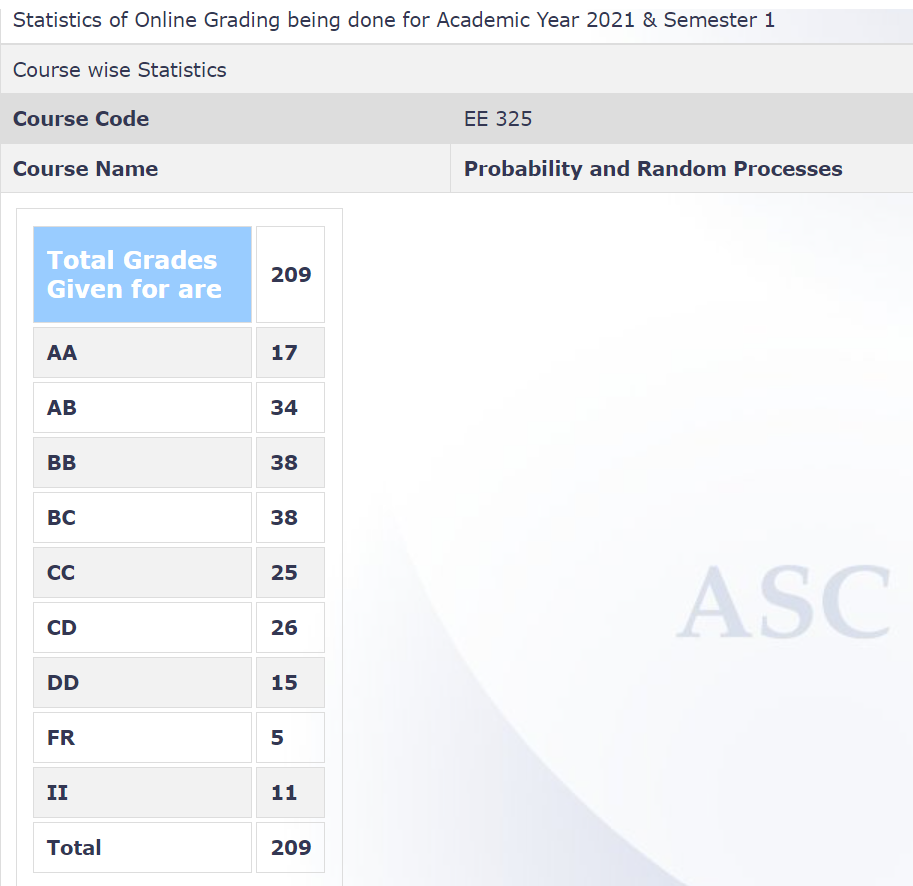 Statistics of Online Grading being done for Academic Year 2021 & Semester 1
Course wise Statistics
Course Code EE 325
Course Name Probability and Random Processes
Total Grades
Given for are 209
AA 17
AB 34
BB 38
BC 38
CC 25
CD 26
DD 15
FR 5
II 11
Total 209
ASC